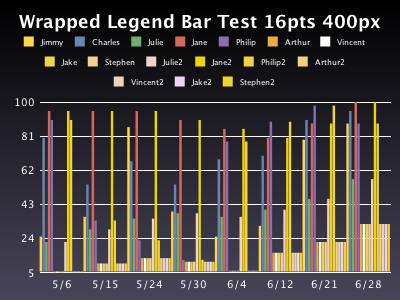 Wrapped Legend Bar Test 16pts 400px
Jimmy Charles Julie Jane Philip Arthur Vincent
Jake Stephen Julie2 Jane2 Philip2 Arthur2
Vincent2 Jake2 Stephen2
100
81
62
43
24
5
5/6 5/15 5/24 5/30 6/4 6/12 6/21 6/28